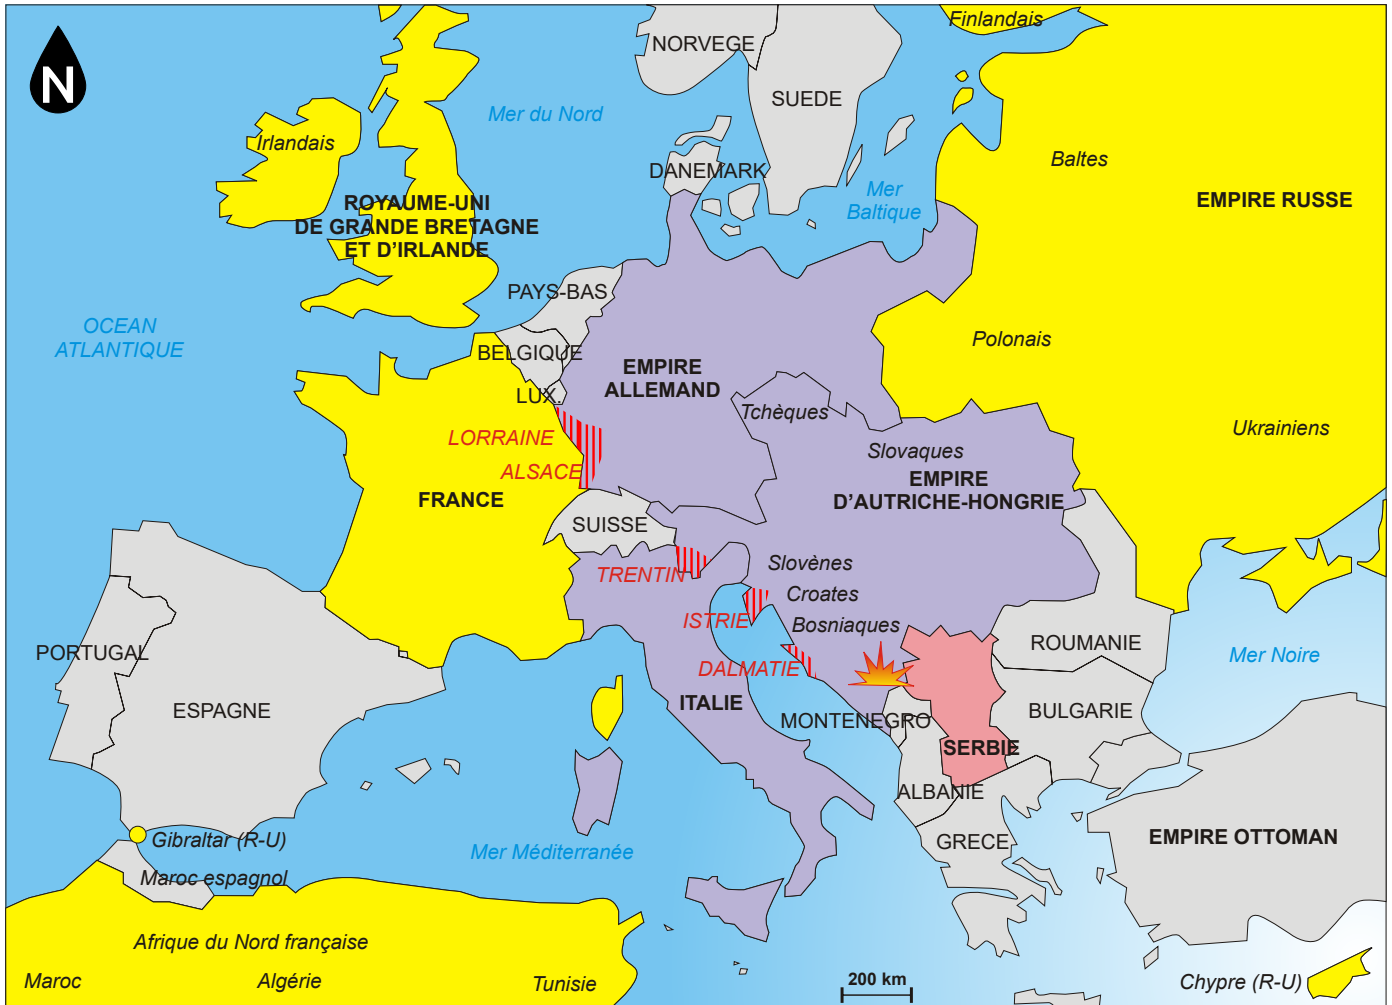 N
NORVEGE
Finlandais
SUEDE
Mer du Nord
Irlandais
Baltes
DANEMARK
Mer
Baltique
EMPIRE RUSSE
ROYAUME-UNI
DE GRANDE BRETAGNE
ET D'IRLANDE
PAYS-BAS
OCEAN
ATLANTIQUE
BELGIQUE
Polonais
EMPIRE
ALLEMAND
LUX.
Tchèques
LORRAINE
Ukrainiens
Slovaques
ALSACE
EMPIRE
D'AUTRICHE-HONGRIE
FRANCE
SUISSE
TRENTIN
Slovènes
Croates
ISTRIE
Bosniaques
ROUMANIE
PORTUGAL
Mer Noire
DALMATIE
ITALIE
ESPAGNE
MONTENEGRO
BULGARIE
SERBIE
ALBANIE
Gibraltar (R-U)
Mer Méditerranée
GRECE
EMPIRE OTTOMAN
Maroc espagnol
Afrique du Nord française
Maroc
Algérie
Tunisie
200 km
Chypre (R-U)